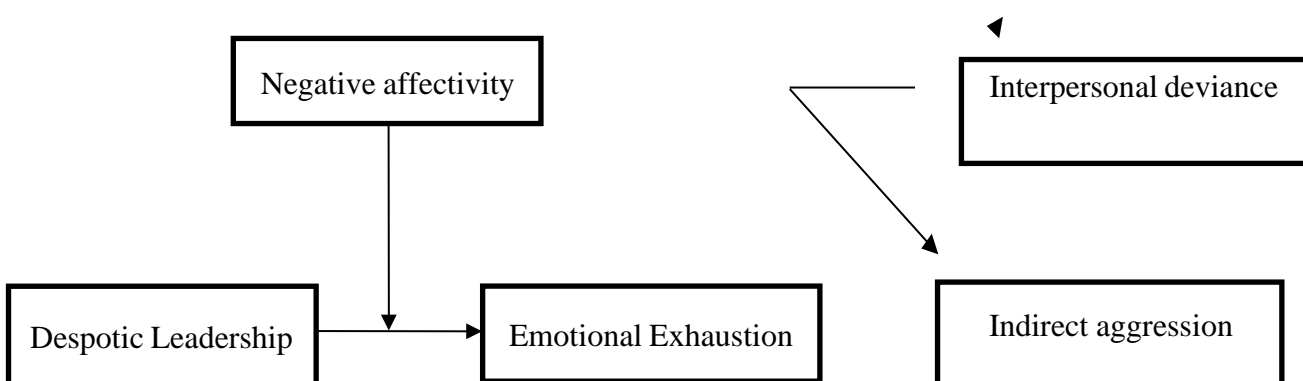 Negative affectivity
Interpersonal deviance
Despotic Leadership
Emotional Exhaustion
Indirect aggression